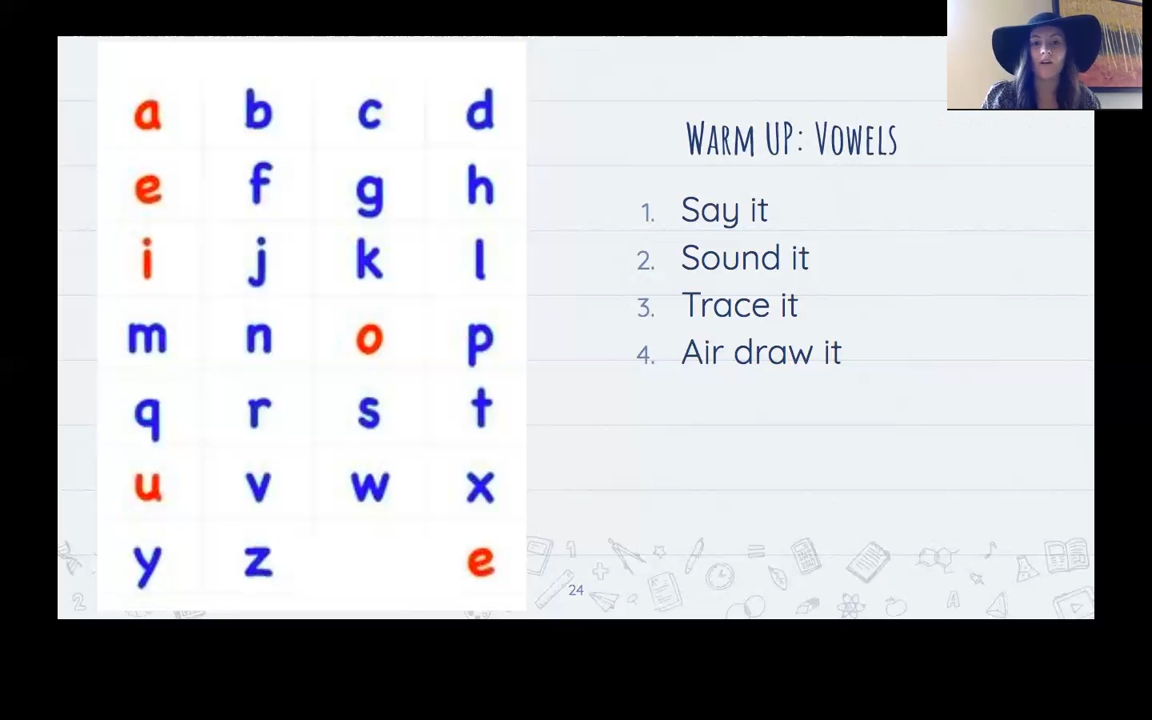 a b c d
e f g h
i j k l
m n o p
q r s t
u v w x
y z e
Warm Up: Vowels
1. Say it
2. Sound it
3. Trace it
4. Air draw it
24